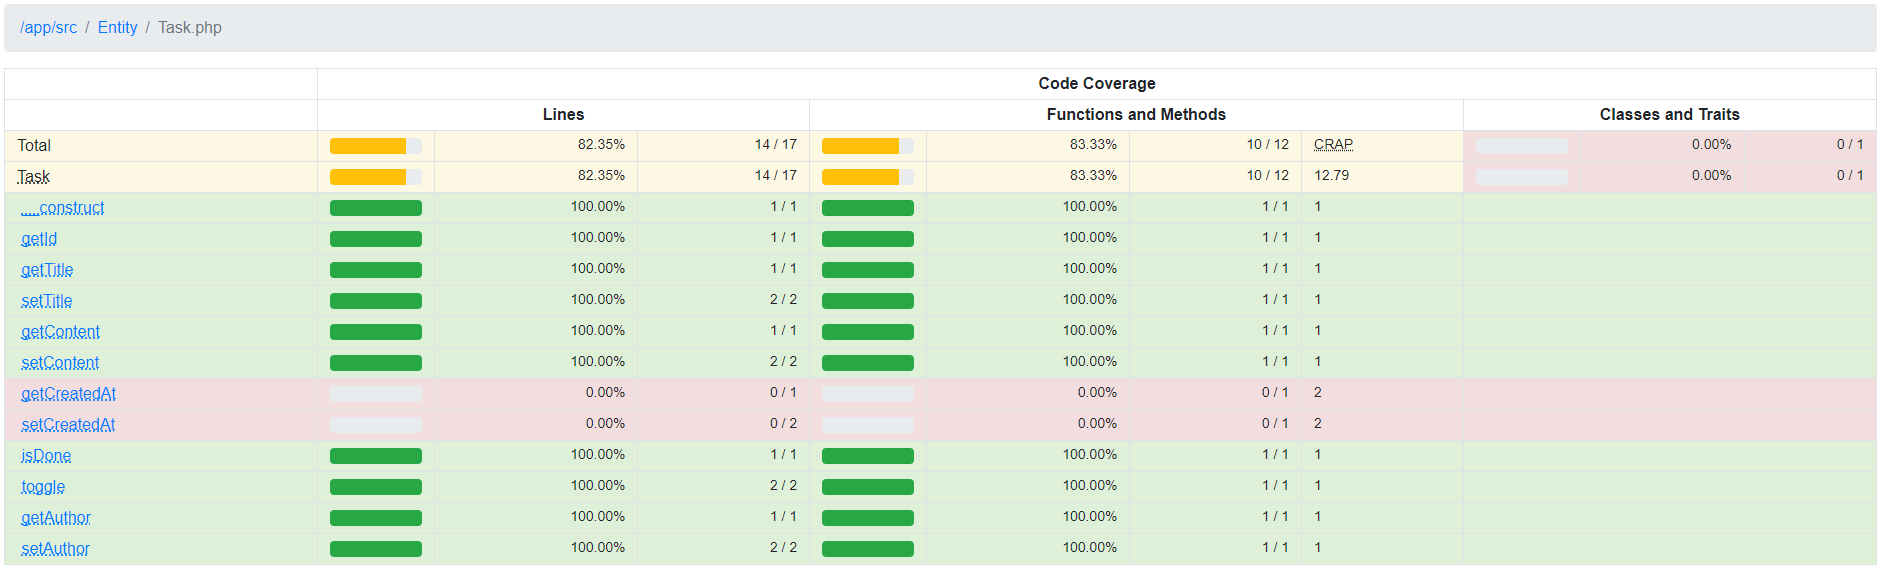 /app/src / Entity / Task.php
Code Coverage
Lines Functions and Methods Classes and Traits
Total 82.35% 14 / 17 83.33% 10 / 12 CRAP 0.00% 0 / 1
Task 82.35% 14 / 17 83.33% 10 / 12 12.79 0.00% 0 / 1
__construct 100.00% 1 / 1 100.00% 1 / 1 1
getId 100.00% 1 / 1 100.00% 1 / 1 1
getTitle 100.00% 1 / 1 100.00% 1 / 1 1
setTitle 100.00% 2 / 2 100.00% 1 / 1 1
getContent 100.00% 1 / 1 100.00% 1 / 1 1
setContent 100.00% 2 / 2 100.00% 1 / 1 1
getCreatedAt 0.00% 0 / 1 0.00% 0 / 1 2
setCreatedAt 0.00% 0 / 2 0.00% 0 / 1 2
isDone 100.00% 1 / 1 100.00% 1 / 1 1
toggle 100.00% 2 / 2 100.00% 1 / 1 1
getAuthor 100.00% 1 / 1 100.00% 1 / 1 1
setAuthor 100.00% 2 / 2 100.00% 1 / 1 1